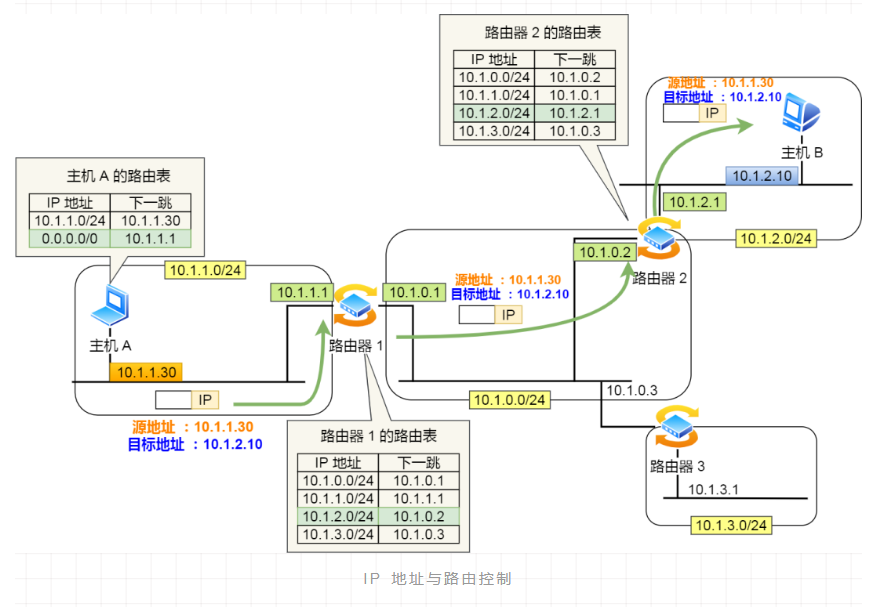 路由器 2 的路由表
IP 地址 下一跳
10.1.0.0/24 10.1.0.2
10.1.1.0/24 10.1.0.1
10.1.2.0/24 10.1.2.1
10.1.3.0/24 10.1.0.3
源地址 ：10.1.1.30
目标地址 ：10.1.2.10
IP
主机 B
10.1.2.10
10.1.2.1
10.1.2.0/24
主机 A 的路由表
IP 地址 下一跳
10.1.1.0/24 10.1.1.30
0.0.0.0/0 10.1.1.1
10.1.1.0/24
主机 A
10.1.1.30
IP
源地址 ：10.1.1.30
目标地址 ：10.1.2.10
10.1.1.1
10.1.0.1
路由器 1
源地址 ：10.1.1.30
目标地址 ：10.1.2.10
IP
10.1.0.2
路由器 2
10.1.0.0/24
10.1.0.3
路由器 3
10.1.3.1
10.1.3.0/24
路由器 1 的路由表
IP 地址 下一跳
10.1.0.0/24 10.1.0.1
10.1.1.0/24 10.1.1.1
10.1.2.0/24 10.1.0.2
10.1.3.0/24 10.1.0.3
IP 地址与路由控制